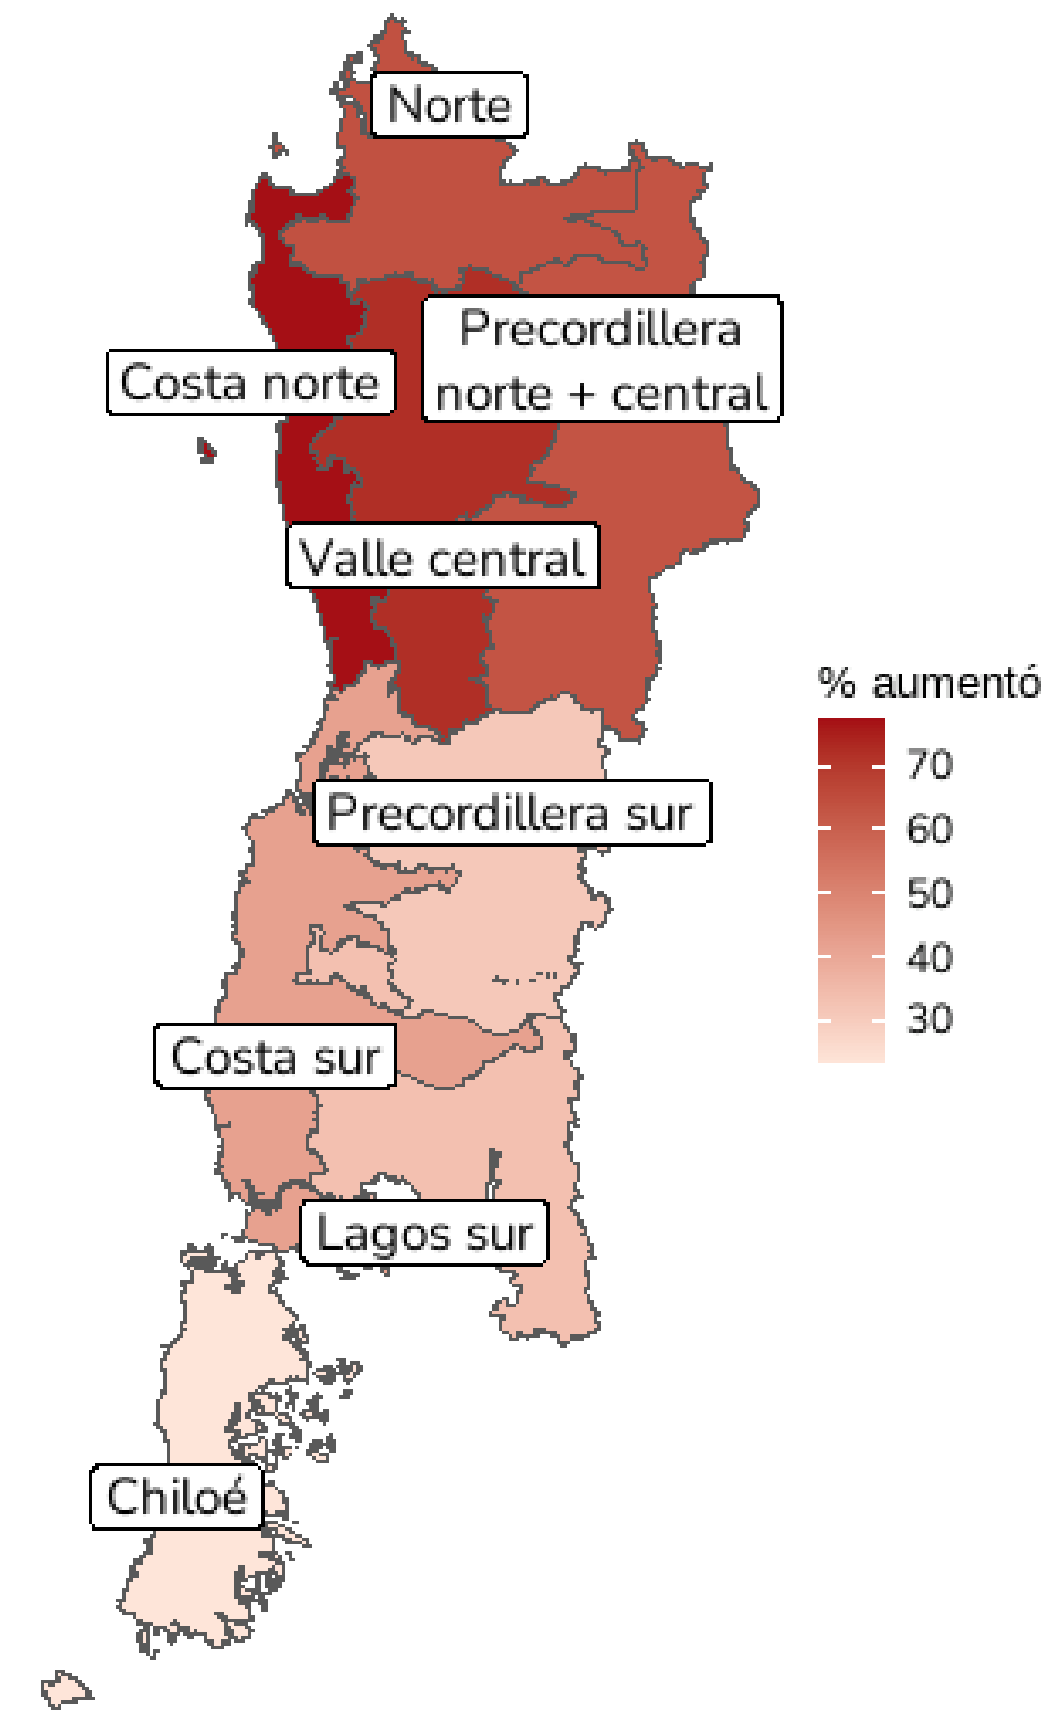 Norte
Precordillera
norte + central
Costa norte
Valle central
% aumentó
70
60
50
40
30
Precordillera sur
Costa sur
Lagos sur
Chiloé